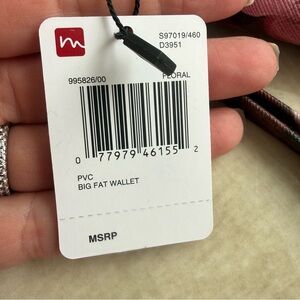 S97019/460
D3951
995826/00 FLORAL
0 77979 46155 2
PVC
BIG FAT WALLET
MSRP